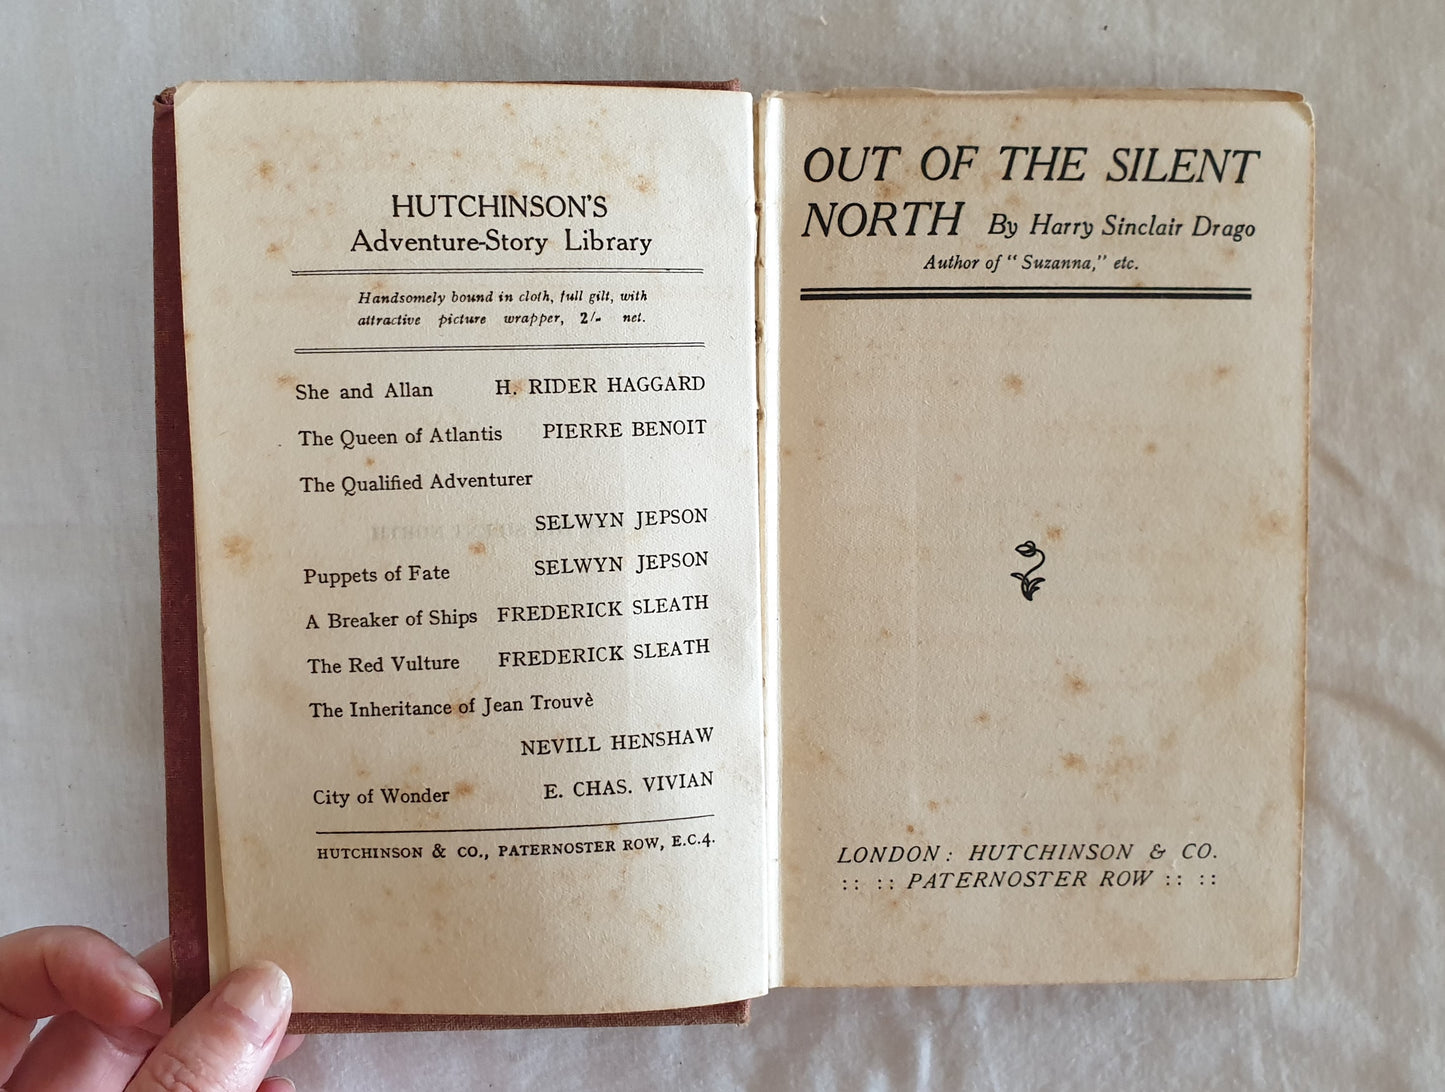 HUTCHINSON'S
Adventure-Story Library
Handsomely bound in cloth, full gilt, with
attractive picture wrapper, 2/- net.
She and Allan H. RIDER HAGGARD
The Queen of Atlantis PIERRE BENOIT
The Qualified Adventurer
SELWYN JEPSON
Puppets of Fate SELWYN JEPSON
A Breaker of Ships FREDERICK SLEATH
The Red Vulture FREDERICK SLEATH
The Inheritance of Jean Trouvè
NEVILL HENSHAW
City of Wonder E. CHAS. VIVIAN
HUTCHINSON & CO., PATERNOSTER ROW, E.C.4.
OUT OF THE SILENT
NORTH By Harry Sinclair Drago
Author of "Suzanna," etc.
LONDON: HUTCHINSON & CO.
:: :: PATERNOSTER ROW :: ::